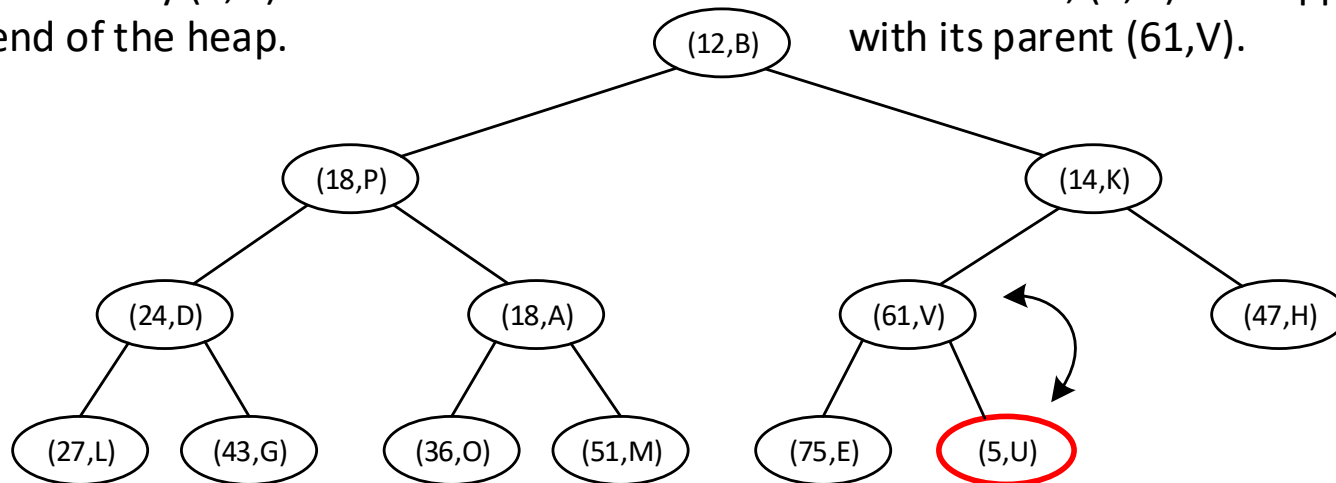 end of the heap.
with its parent (61,V).
(12,B)
(18,P)
(14,K)
(24,D)
(18,A)
(61,V)
(47,H)
(27,L)
(43,G)
(36,O)
(51,M)
(75,E)
(5,U)